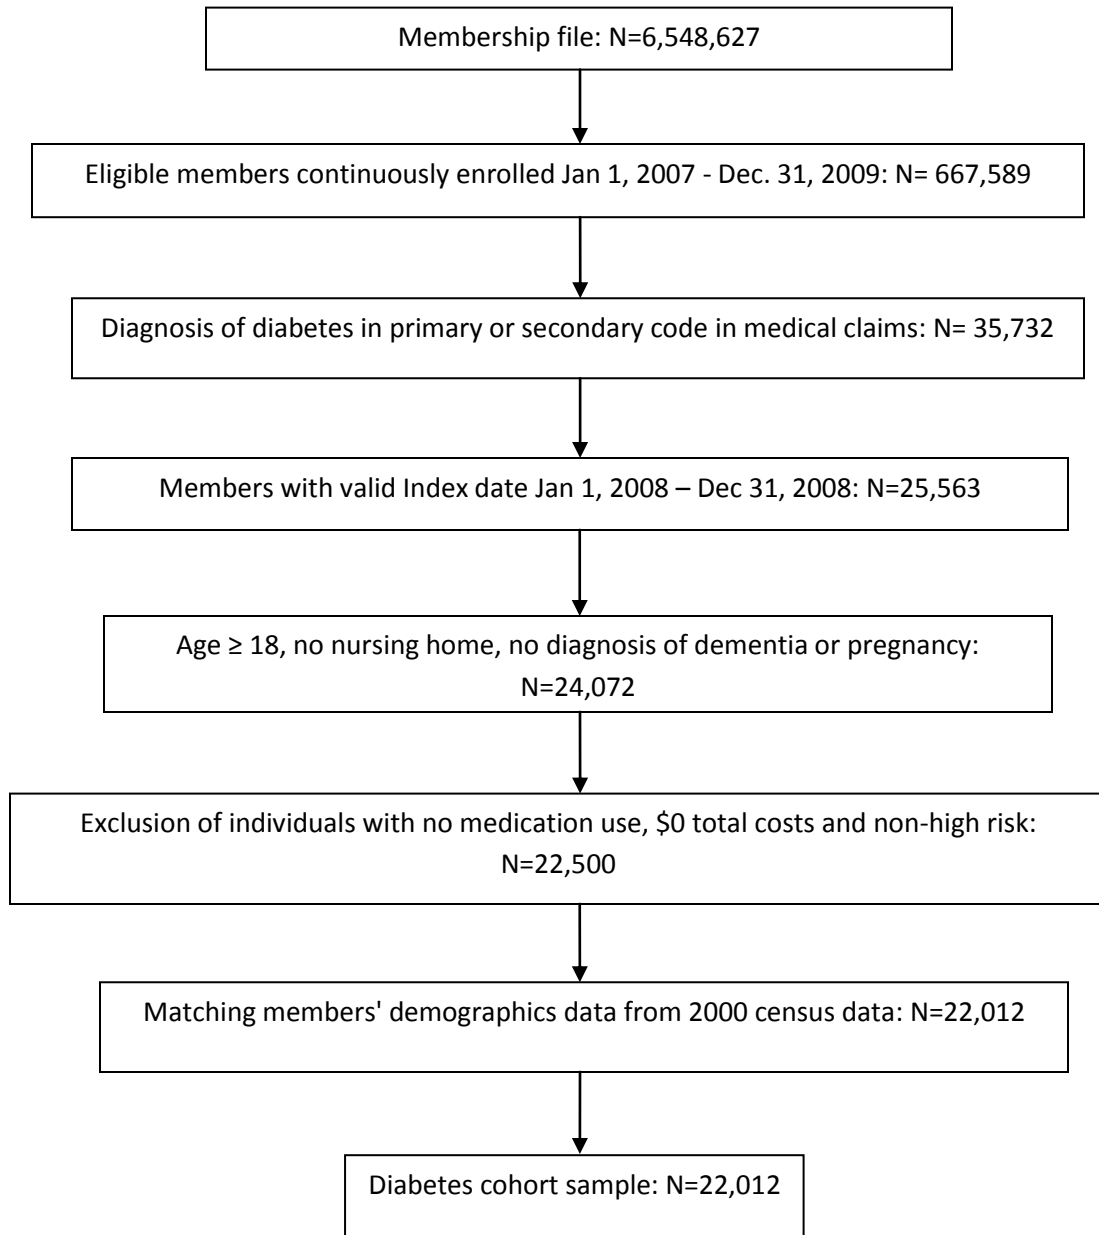 Membership file: N=6,548,627
Eligible members continuously enrolled Jan 1, 2007 - Dec. 31, 2009: N= 667,589
Diagnosis of diabetes in primary or secondary code in medical claims: N= 35,732
Members with valid Index date Jan 1, 2008 – Dec 31, 2008: N=25,563
Age ≥ 18, no nursing home, no diagnosis of dementia or pregnancy:
N=24,072
Exclusion of individuals with no medication use, $0 total costs and non-high risk:
N=22,500
Matching members' demographics data from 2000 census data: N=22,012
Diabetes cohort sample: N=22,012